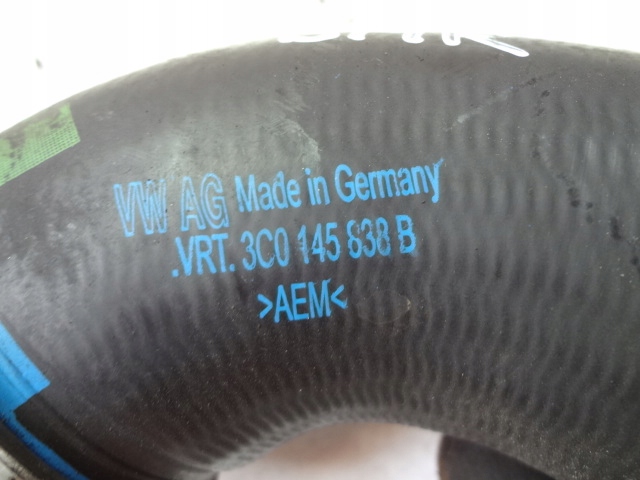 VW AG Made in Germany
.VRT. 3C0 145 838 B
>AEM<